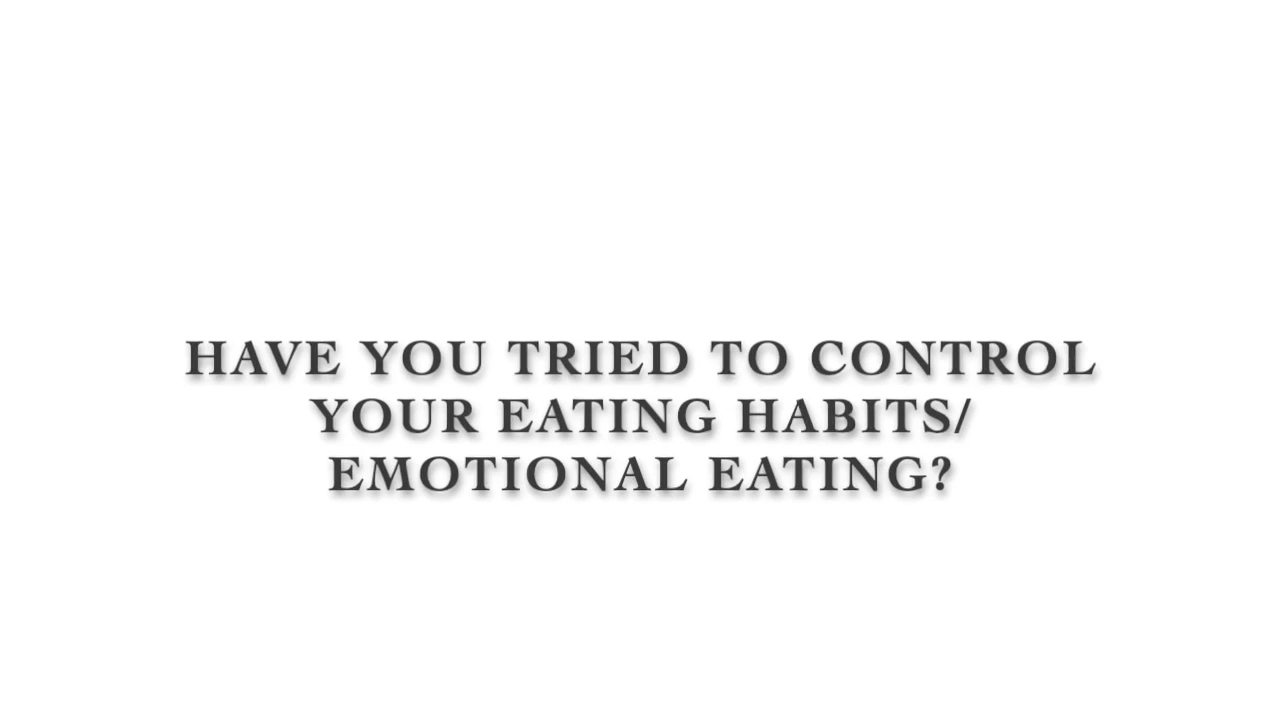 HAVE YOU TRIED TO CONTROL
YOUR EATING HABITS/
EMOTIONAL EATING?